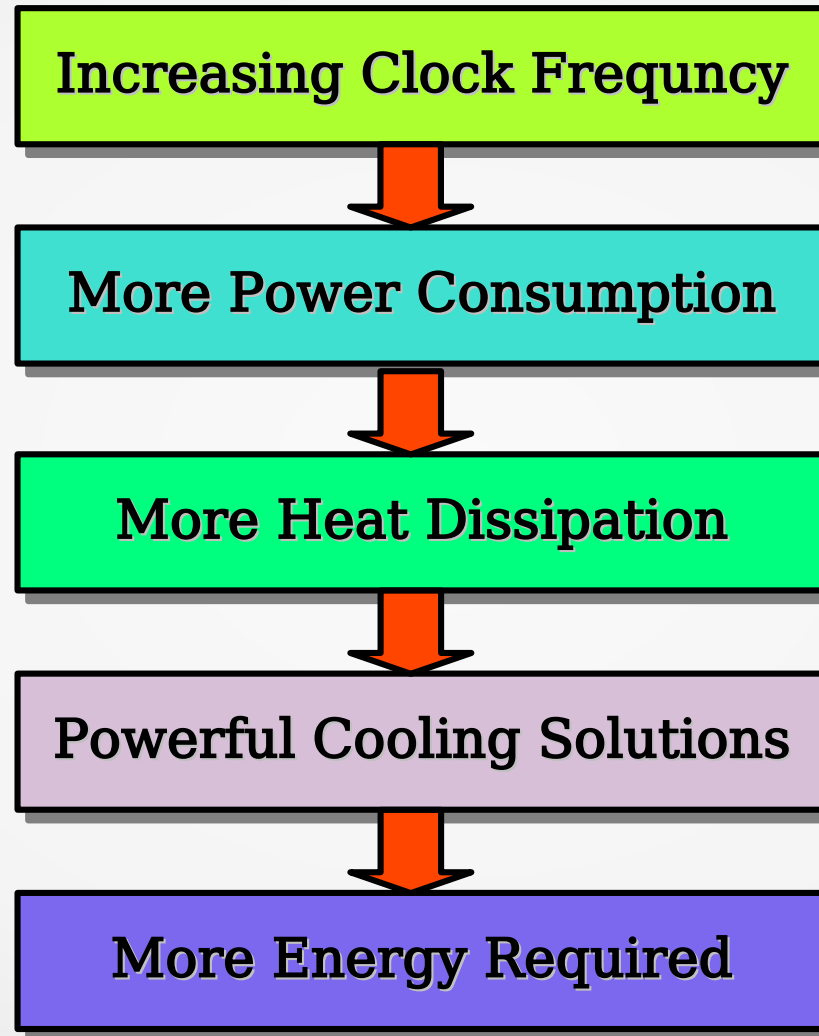 Increasing Clock Frequncy
More Power Consumption
More Heat Dissipation
Powerful Cooling Solutions
More Energy Required